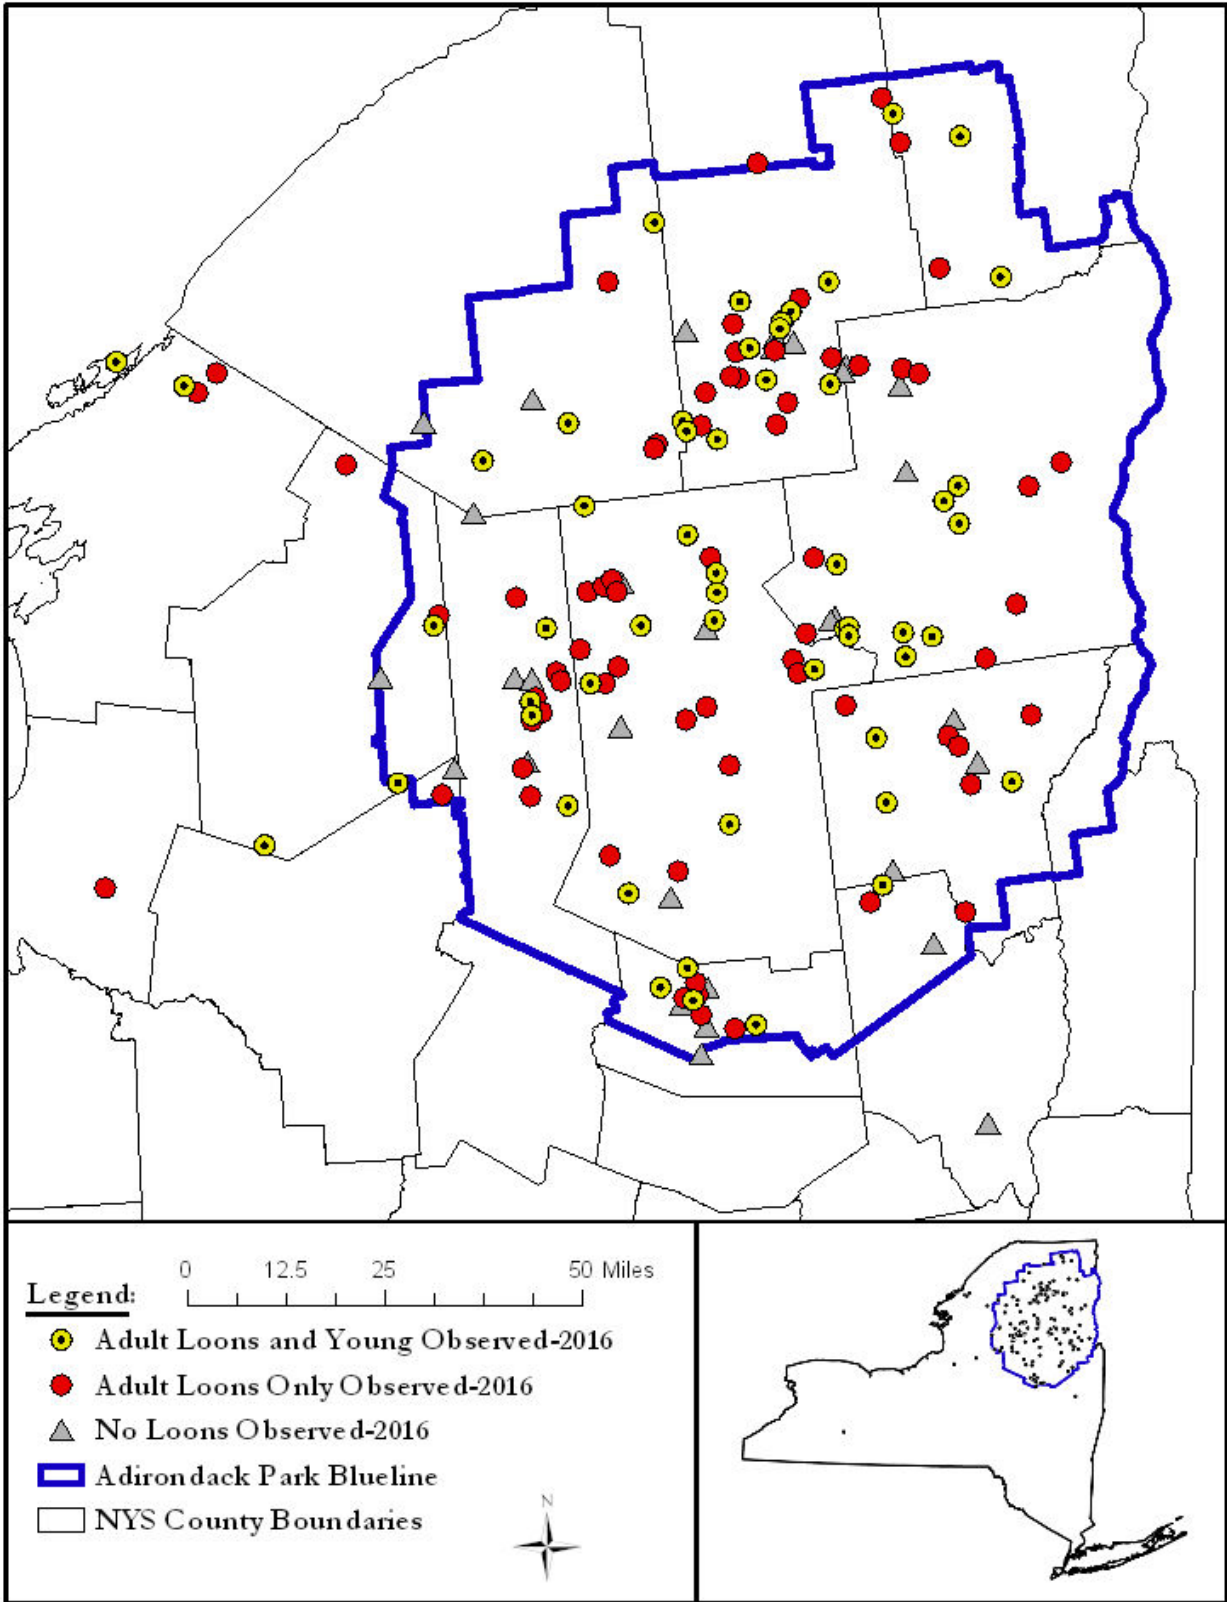 0 12.5 25 50 Miles
Legend:
Adult Loons and Young Observed-2016
Adult Loons Only Observed-2016
No Loons Observed-2016
Adirondack Park Blueline
NYS County Boundaries
N